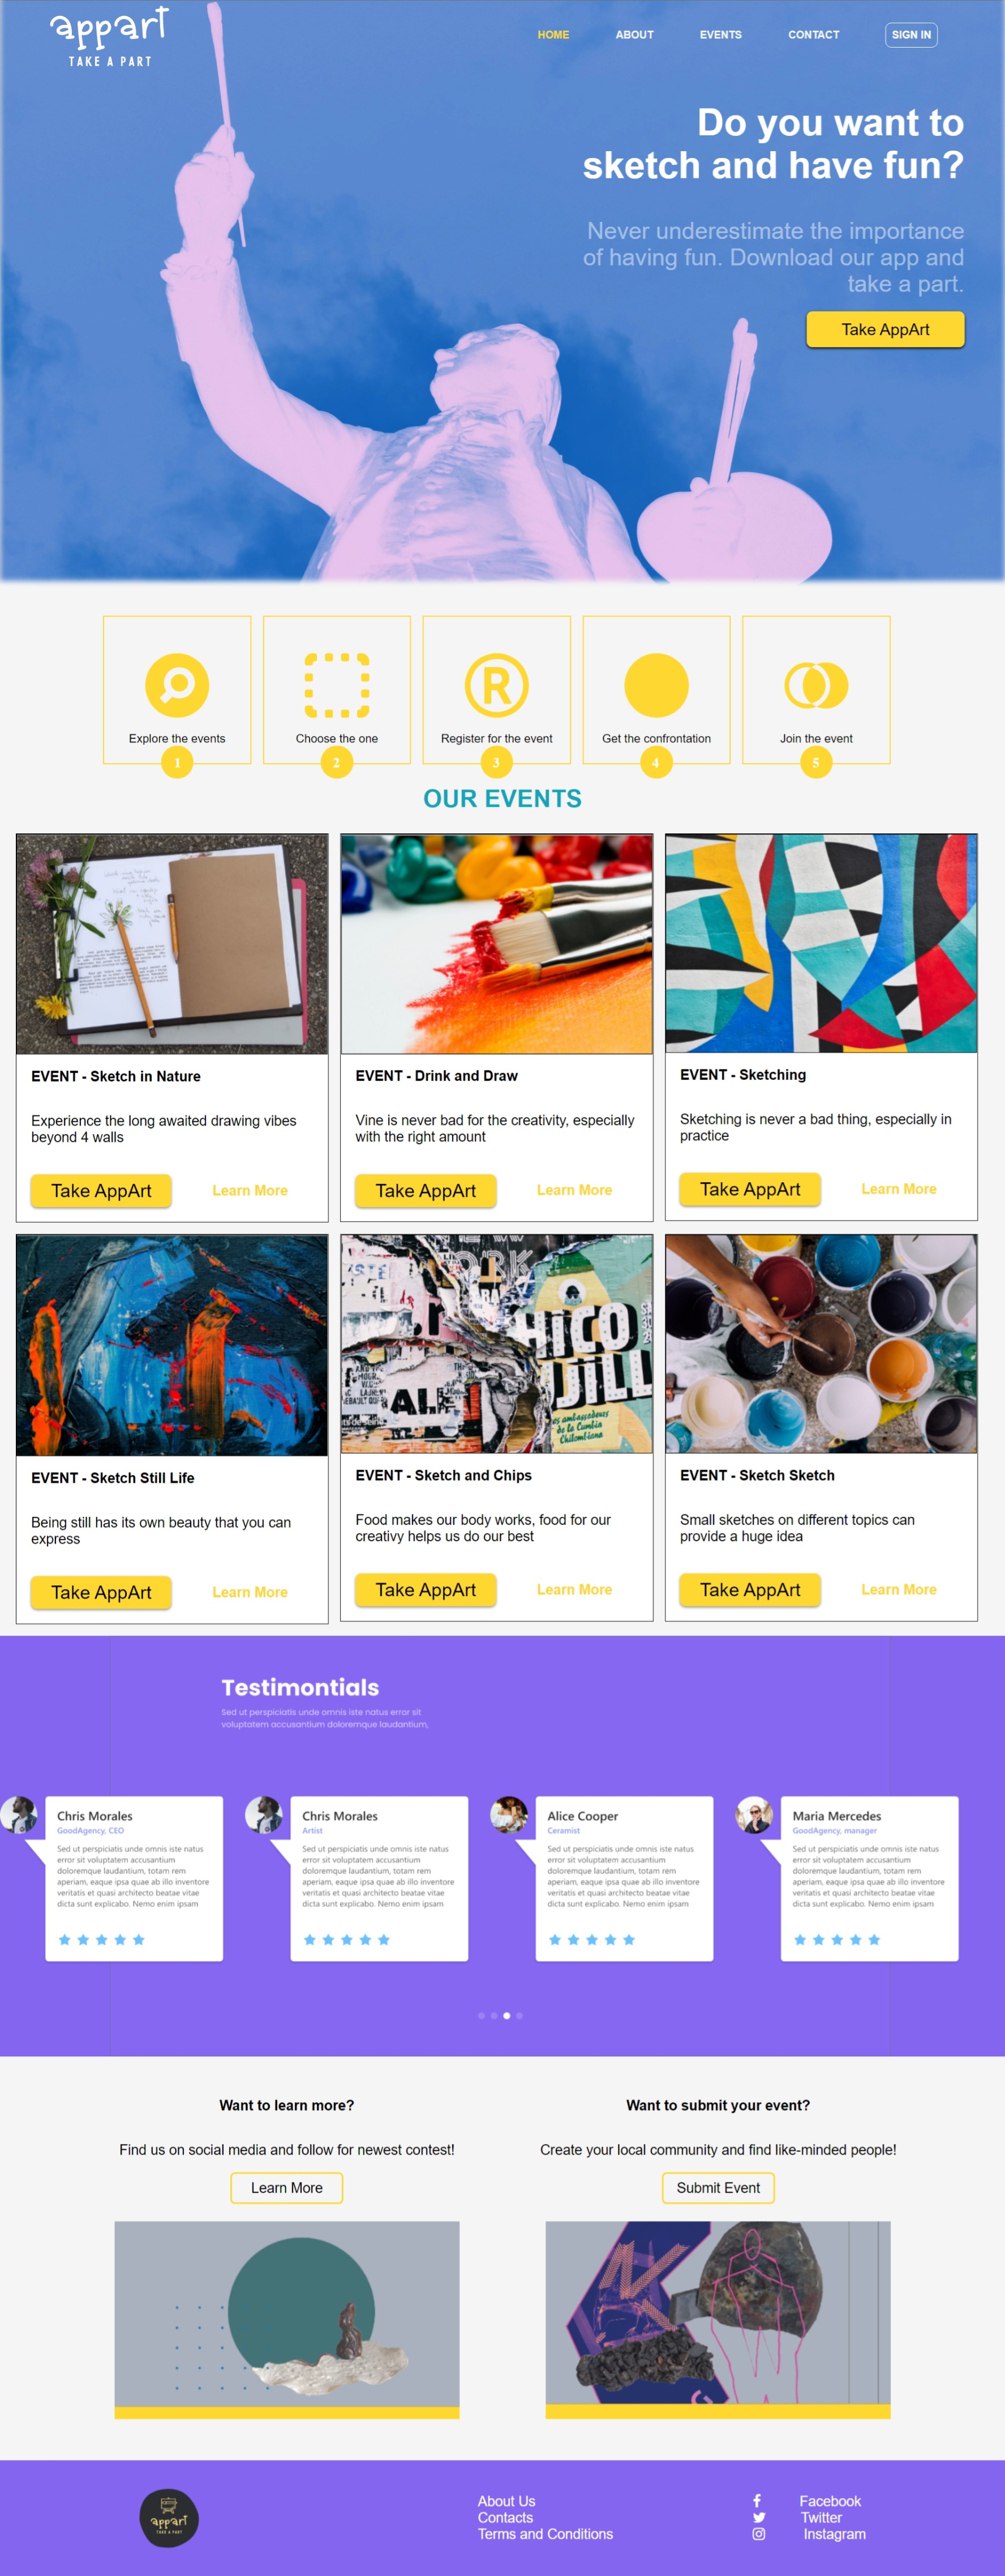 appart
TAKE A PART
HOME
ABOUT
EVENTS
CONTACT
SIGN IN
Do you want to
sketch and have fun?
Never underestimate the importance
of having fun. Download our app and
take a part.
Take AppArt
Explore the events
1
Choose the one
2
R
Register for the event
3
Get the confrontation
4
Join the event
5
OUR EVENTS
EVENT - Sketch in Nature
Experience the long awaited drawing vibes
beyond 4 walls
Take AppArt
Learn More
EVENT - Drink and Draw
Vine is never bad for the creativity, especially
with the right amount
Take AppArt
Learn More
EVENT - Sketching
Sketching is never a bad thing, especially in
practice
Take AppArt
Learn More
EVENT - Sketch Still Life
Being still has its own beauty that you can
express
Take AppArt
Learn More
HICO
ALE
es ambassadeurs
de la Cumbia
Chilombiana
EVENT - Sketch and Chips
Food makes our body works, food for our
creativy helps us do our best
Take AppArt
Learn More
EVENT - Sketch Sketch
Small sketches on different topics can
provide a huge idea
Take AppArt
Learn More
Testimontials
Sed ut perspiciatis unde omnis iste natus error sit
voluptatem accusantium doloremque laudantium,
Chris Morales
GoodAgency, CEO
Sed ut perspiciatis unde omnis iste natus
error sit voluptatem accusantium
doloremque laudantium, totam rem
aperiam, eaque ipsa quae ab illo inventore
veritatis et quasi architecto beatae vitae
dicta sunt explicabo. Nemo enim ipsam
Chris Morales
Artist
Sed ut perspiciatis unde omnis iste natus
error sit voluptatem accusantium
doloremque laudantium, totam rem
aperiam, eaque ipsa quae ab illo inventore
veritatis et quasi architecto beatae vitae
dicta sunt explicabo. Nemo enim ipsam
Alice Cooper
Ceramist
Sed ut perspiciatis unde omnis iste natus
error sit voluptatem accusantium
doloremque laudantium, totam rem
aperiam, eaque ipsa quae ab illo inventore
veritatis et quasi architecto beatae vitae
dicta sunt explicabo. Nemo enim ipsam
Maria Mercedes
GoodAgency, manager
Sed ut perspiciatis unde omnis iste natus
error sit voluptatem accusantium
doloremque laudantium, totam rem
aperiam, eaque ipsa quae ab illo inventore
veritatis et quasi architecto beatae vitae
dicta sunt explicabo. Nemo enim ipsam
Want to learn more?
Find us on social media and follow for newest contest!
Learn More
Want to submit your event?
Create your local community and find like-minded people!
Submit Event
appart
TAKE A PART
About Us
Contacts
Terms and Conditions
Facebook
Twitter
Instagram